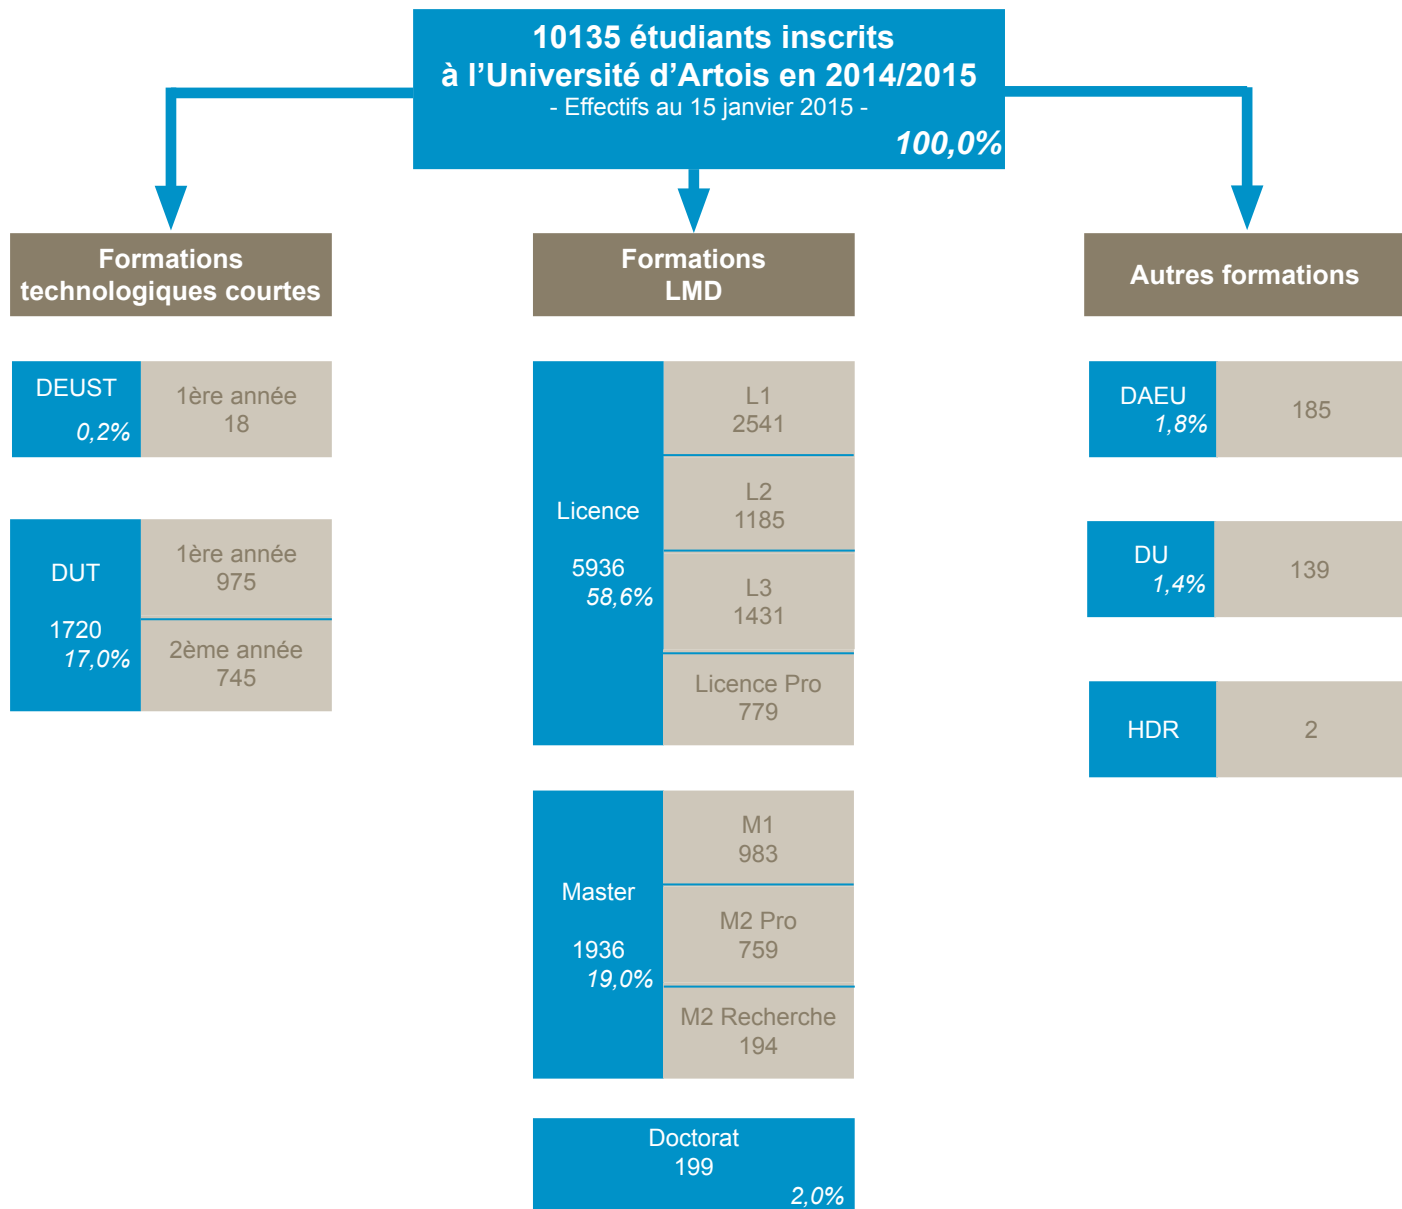 10135 étudiants inscrits
à l’Université d’Artois en 2014/2015
- Effectifs au 15 janvier 2015 -
100,0%
Formations
technologiques courtes
DEUST
0,2%
1ère année
18
DUT
1720
17,0%
1ère année
975
2ème année
745
Formations
LMD
Licence
5936
58,6%
L1
2541
L2
1185
L3
1431
Licence Pro
779
Master
1936
19,0%
M1
983
M2 Pro
759
M2 Recherche
194
Doctorat
199
2,0%
Autres formations
DAEU
1,8%
185
DU
1,4%
139
HDR
2